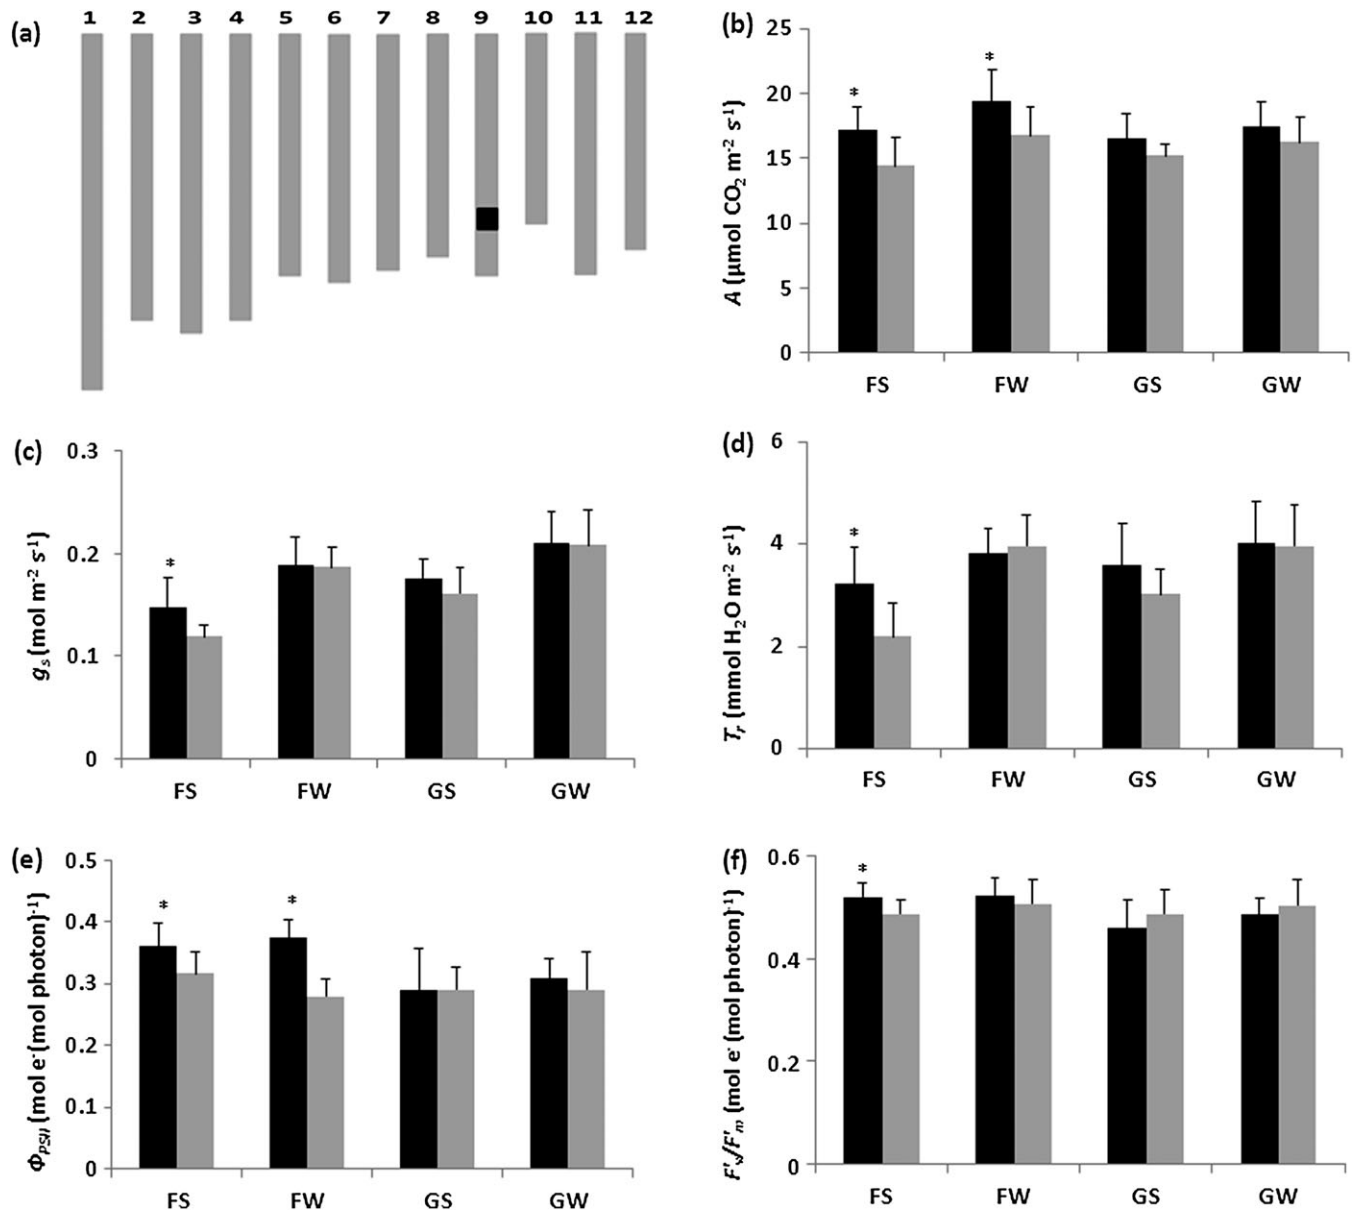 (a)
1 2 3 4 5 6 7 8 9 10 11 12
(b)
A (µmol CO₂ m⁻² s⁻¹)
25
20
15
10
5
0
* *
FS FW GS GW
(c)
gₛ (mol m⁻² s⁻¹)
0.3
0.2
0.1
0
*
FS FW GS GW
(d)
Tᵣ (mmol H₂O m⁻² s⁻¹)
6
4
2
0
*
FS FW GS GW
(e)
Φ_PSII (mol e⁻ (mol photon)⁻¹)
0.5
0.4
0.3
0.2
0.1
0
* *
FS FW GS GW
(f)
F'ᵥ/F'ₘ (mol e⁻ (mol photon)⁻¹)
0.6
0.4
0.2
0
*
FS FW GS GW